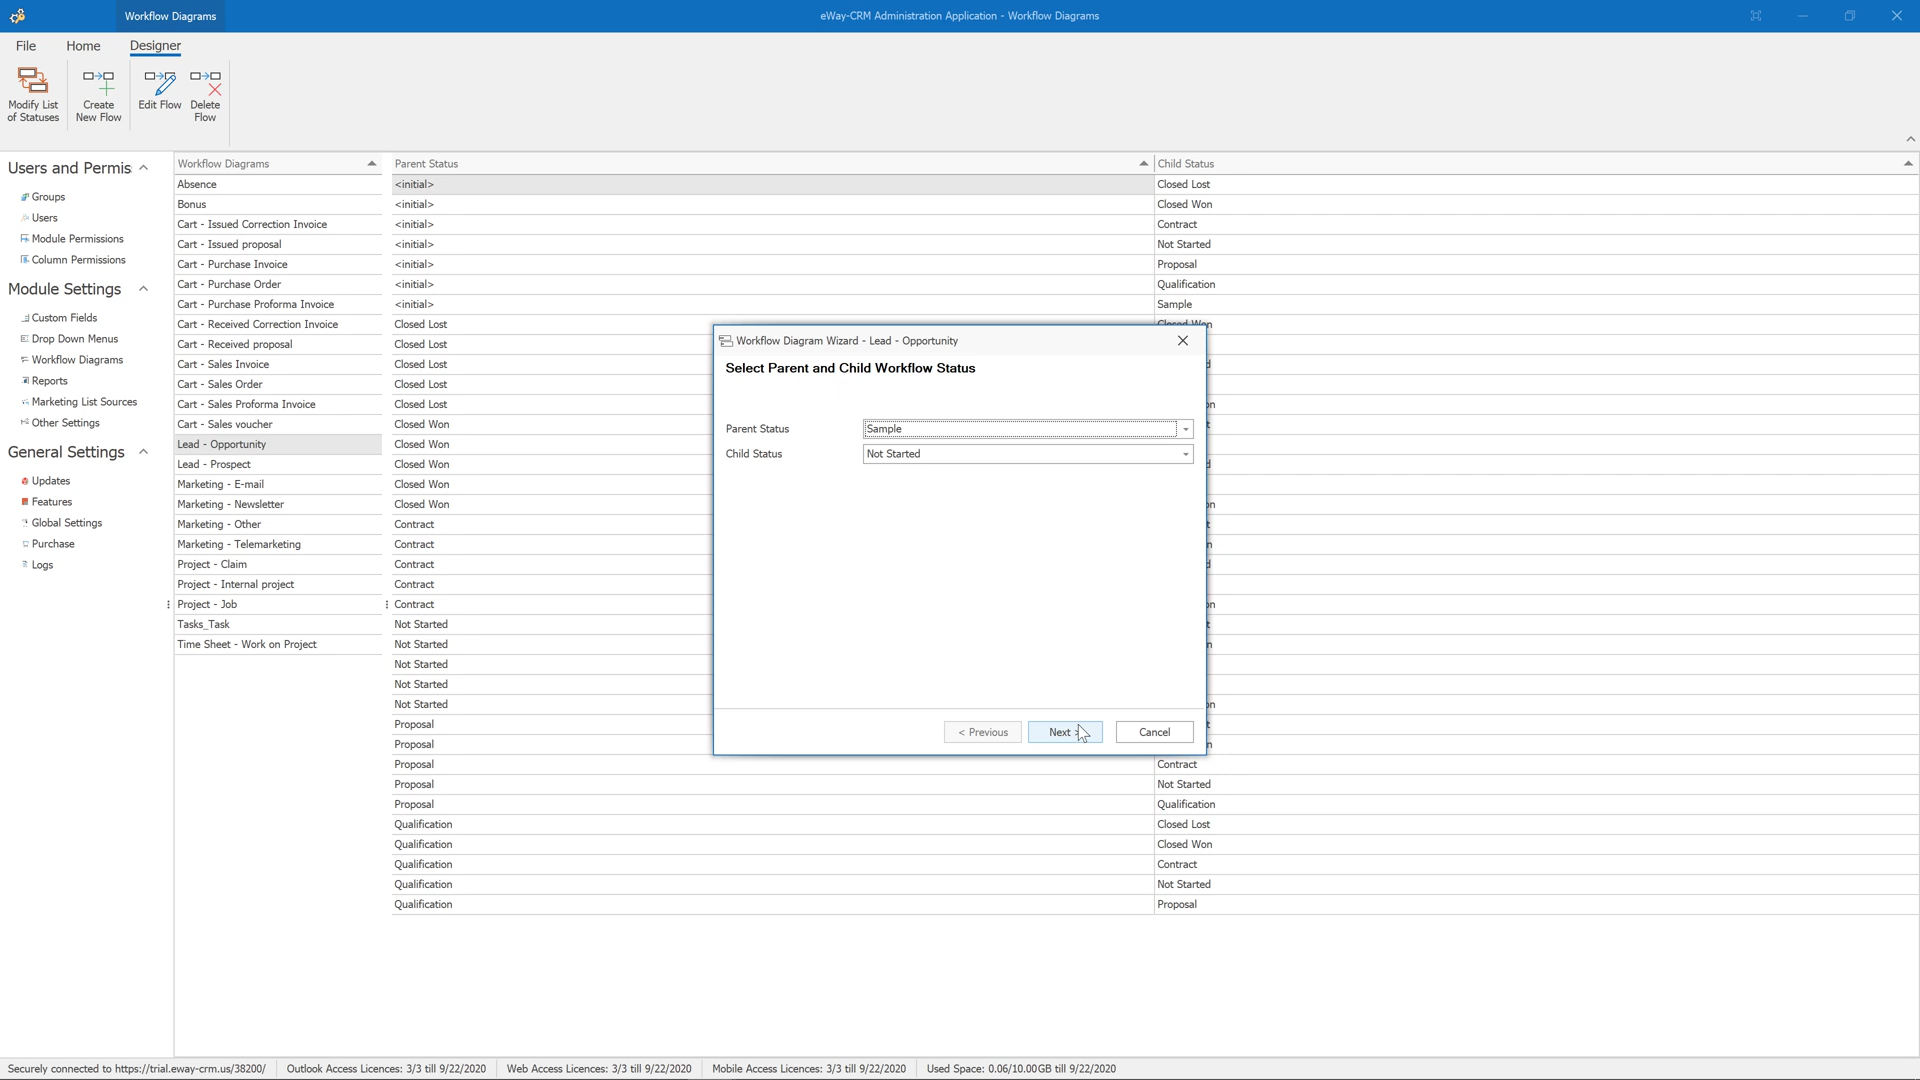 Workflow Diagrams
eWay-CRM Administration Application - Workflow Diagrams
File
Home
Designer
Modify List of Statuses
Create New Flow
Edit Flow
Delete Flow
Users and Permis
Groups
Users
Module Permissions
Column Permissions
Module Settings
Custom Fields
Drop Down Menus
Workflow Diagrams
Reports
Marketing List Sources
Other Settings
General Settings
Updates
Features
Global Settings
Purchase
Logs
Workflow Diagrams
Absence
Bonus
Cart - Issued Correction Invoice
Cart - Issued proposal
Cart - Purchase Invoice
Cart - Purchase Order
Cart - Purchase Proforma Invoice
Cart - Received Correction Invoice
Cart - Received proposal
Cart - Sales Invoice
Cart - Sales Order
Cart - Sales Proforma Invoice
Cart - Sales voucher
Lead - Opportunity
Lead - Prospect
Marketing - E-mail
Marketing - Newsletter
Marketing - Other
Marketing - Telemarketing
Project - Claim
Project - Internal project
Project - Job
Tasks_Task
Time Sheet - Work on Project
Parent Status Child Status
<initial> Closed Lost
<initial> Closed Won
<initial> Contract
<initial> Not Started
<initial> Proposal
<initial> Qualification
<initial> Sample
Closed Lost Closed Won
Closed Lost
Closed Lost
Closed Lost
Closed Lost
Closed Won
Closed Won
Closed Won
Closed Won
Closed Won
Contract
Contract
Contract
Contract
Contract
Not Started
Not Started
Not Started
Not Started
Not Started
Proposal
Proposal
Proposal Contract
Proposal Not Started
Proposal Qualification
Qualification Closed Lost
Qualification Closed Won
Qualification Contract
Qualification Not Started
Qualification Proposal
Workflow Diagram Wizard - Lead - Opportunity
Select Parent and Child Workflow Status
Parent Status Sample
Child Status Not Started
< Previous
Next
Cancel
Securely connected to https://trial.eway-crm.us/38200/
Outlook Access Licences: 3/3 till 9/22/2020
Web Access Licences: 3/3 till 9/22/2020
Mobile Access Licences: 3/3 till 9/22/2020
Used Space: 0.06/10.00GB till 9/22/2020